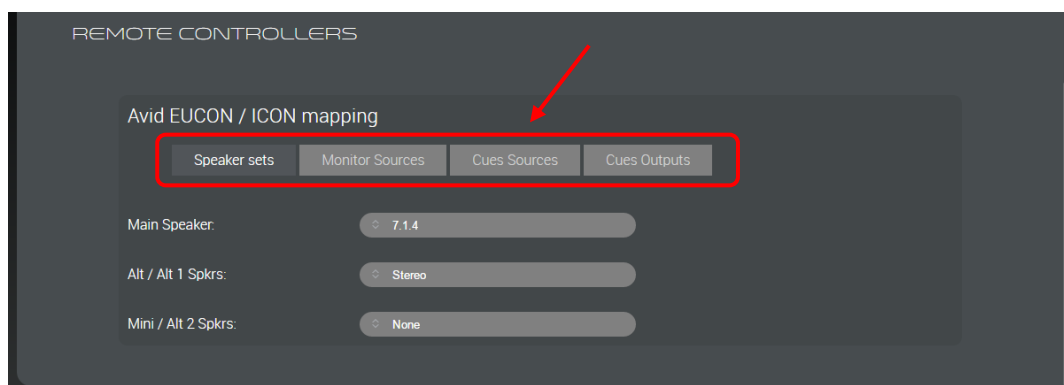 REMOTE CONTROLLERS
Avid EUCON / ICON mapping
Speaker sets Monitor Sources Cues Sources Cues Outputs
Main Speaker: 7.1.4
Alt / Alt 1 Spkrs: Stereo
Mini / Alt 2 Spkrs: None